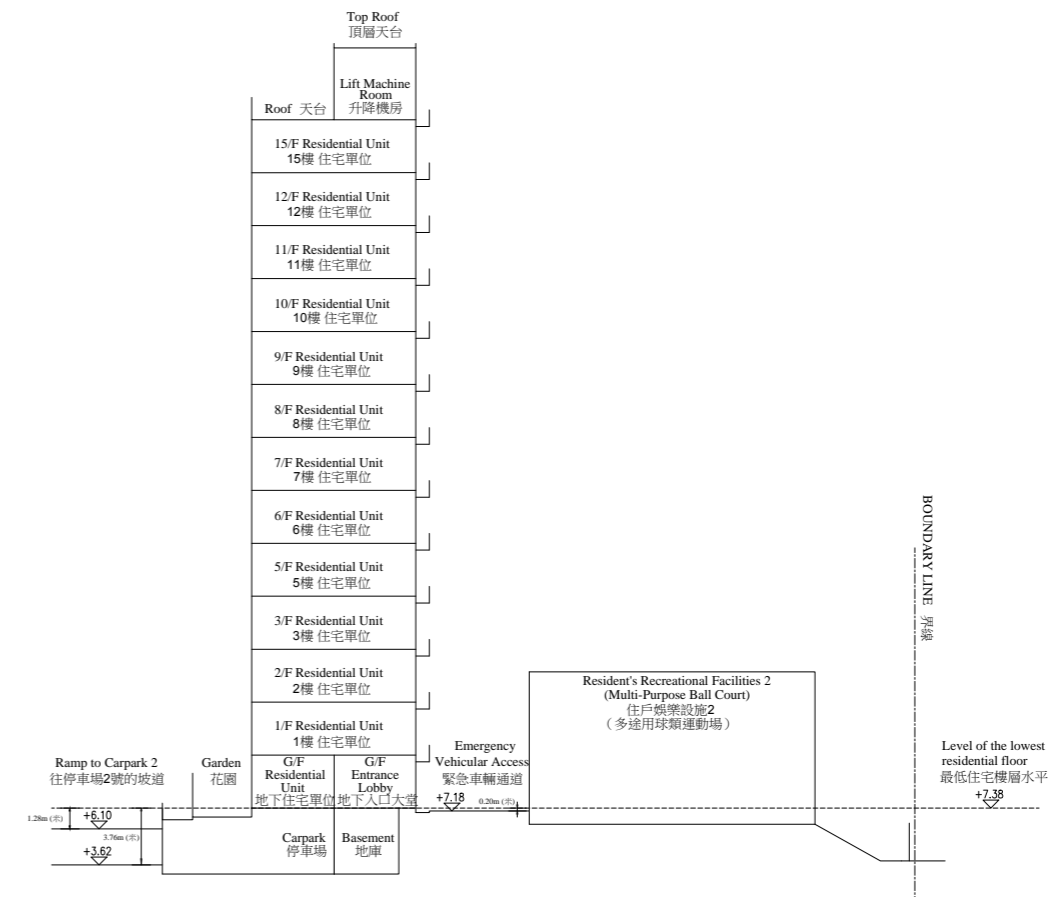 Top Roof
頂層天台
Lift Machine
Room
升降機房
Roof 天台
15/F Residential Unit
15樓 住宅單位
12/F Residential Unit
12樓 住宅單位
11/F Residential Unit
11樓 住宅單位
10/F Residential Unit
10樓 住宅單位
9/F Residential Unit
9樓 住宅單位
8/F Residential Unit
8樓 住宅單位
7/F Residential Unit
7樓 住宅單位
6/F Residential Unit
6樓 住宅單位
5/F Residential Unit
5樓 住宅單位
3/F Residential Unit
3樓 住宅單位
2/F Residential Unit
2樓 住宅單位
1/F Residential Unit
1樓 住宅單位
Ramp to Carpark 2
往停車場2號的坡道
Garden
花園
G/F
Residential
Unit
地下住宅單位
G/F
Entrance
Lobby
地下入口大堂
Emergency
Vehicular Access
緊急車輛通道
+7.18
0.20m (米)
Resident's Recreational Facilities 2
(Multi-Purpose Ball Court)
住戶娛樂設施2
（多途用球類運動場）
BOUNDARY LINE 界線
Level of the lowest
residential floor
最低住宅樓層水平
+7.38
1.28m (米)
+6.10
3.76m (米)
+3.62
Carpark
停車場
Basement
地庫